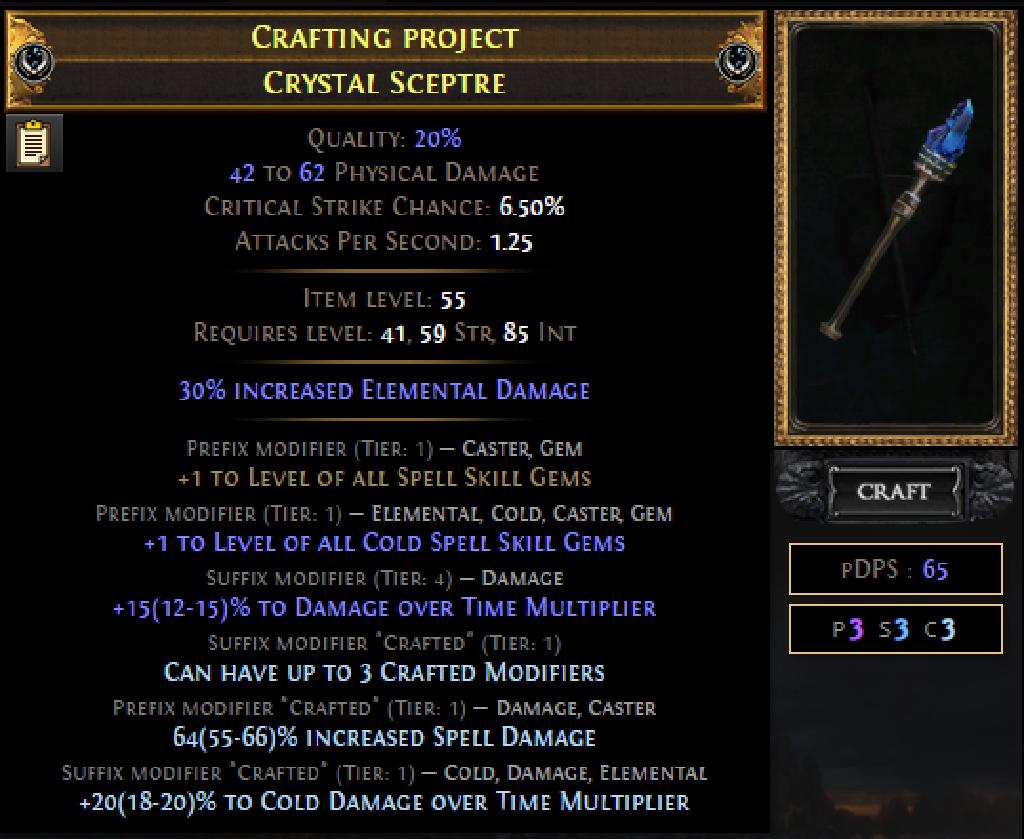 Crafting project
Crystal Sceptre
Quality: 20%
42 to 62 Physical Damage
Critical Strike Chance: 6.50%
Attacks Per Second: 1.25
Item level: 55
Requires level: 41, 59 Str, 85 Int
30% increased Elemental Damage
Prefix modifier (Tier: 1) — Caster, Gem
+1 to Level of all Spell Skill Gems
Prefix modifier (Tier: 1) — Elemental, Cold, Caster, Gem
+1 to Level of all Cold Spell Skill Gems
Suffix modifier (Tier: 4) — Damage
+15(12-15)% to Damage over Time Multiplier
Suffix modifier "Crafted" (Tier: 1)
Can have up to 3 Crafted Modifiers
Prefix modifier "Crafted" (Tier: 1) — Damage, Caster
64(55-66)% increased Spell Damage
Suffix modifier "Crafted" (Tier: 1) — Cold, Damage, Elemental
+20(18-20)% to Cold Damage over Time Multiplier
CRAFT
pDPS : 65
P3 S3 C3